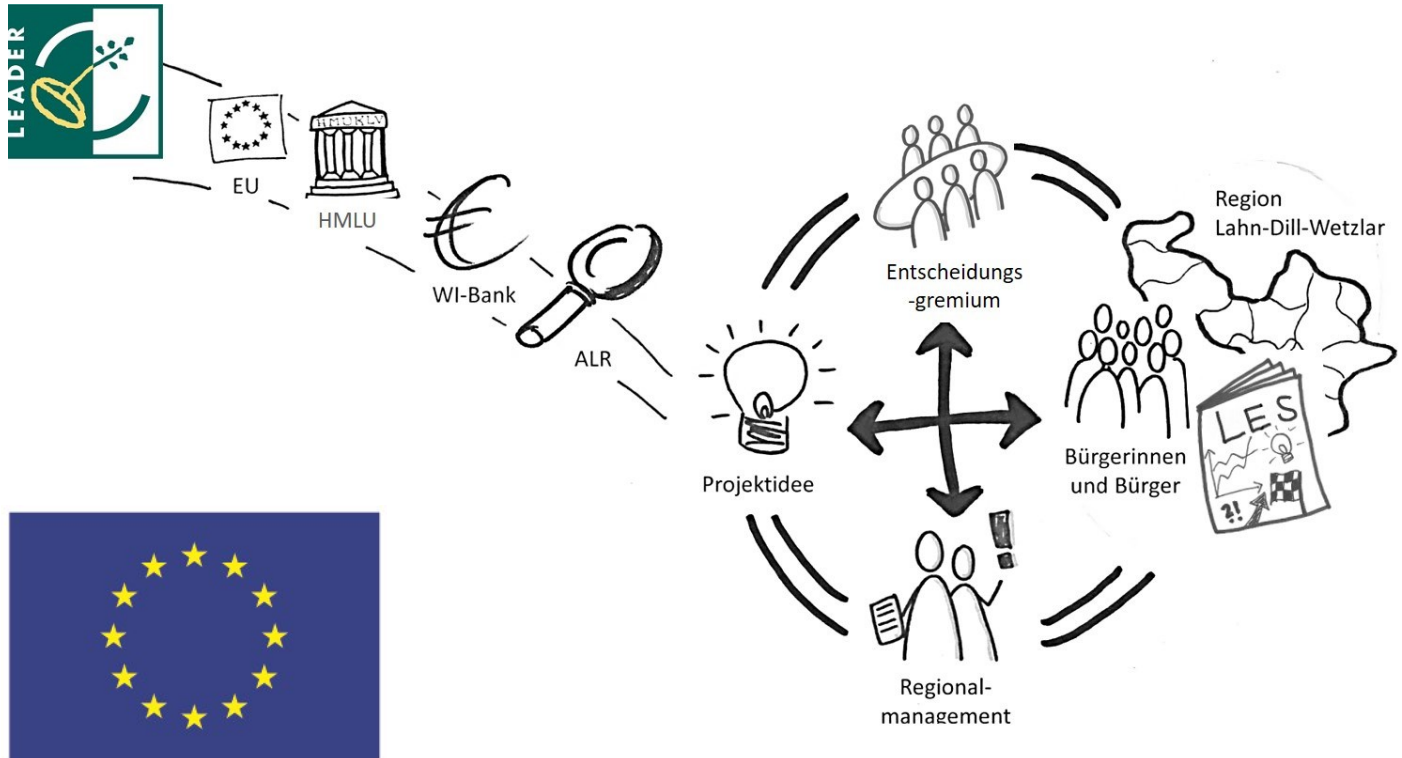 LEADER
EU
HMUKLV
HMLU
WI-Bank
ALR
Entscheidungs
-gremium
Region
Lahn-Dill-Wetzlar
Projektidee
Bürgerinnen
und Bürger
LES
?!
!!
!
Regional-
management